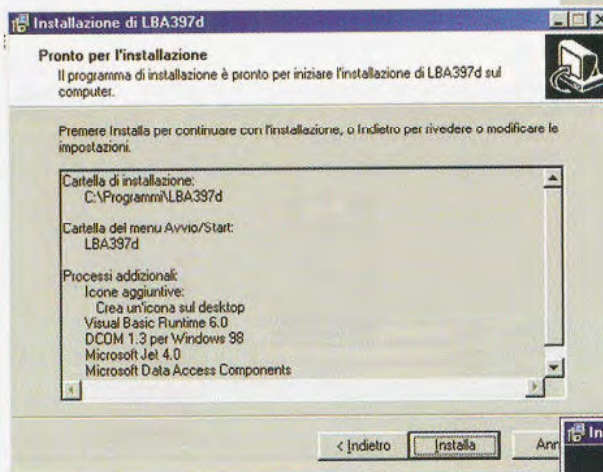 Installazione di LBA397d
Pronto per l'installazione
Il programma di installazione è pronto per iniziare l'installazione di LBA397d sul
computer.
Premere Installa per continuare con l'installazione, o Indietro per rivedere o modificare le
impostazioni.
Cartella di installazione:
C:\Programmi\LBA397d
Cartella del menu Avvio/Start:
LBA397d
Processi addizionali:
Icone aggiuntive:
Crea un'icona sul desktop
Visual Basic Runtime 6.0
DCOM 1.3 per Windows 98
Microsoft Jet 4.0
Microsoft Data Access Components
< Indietro
Installa
Ann
In